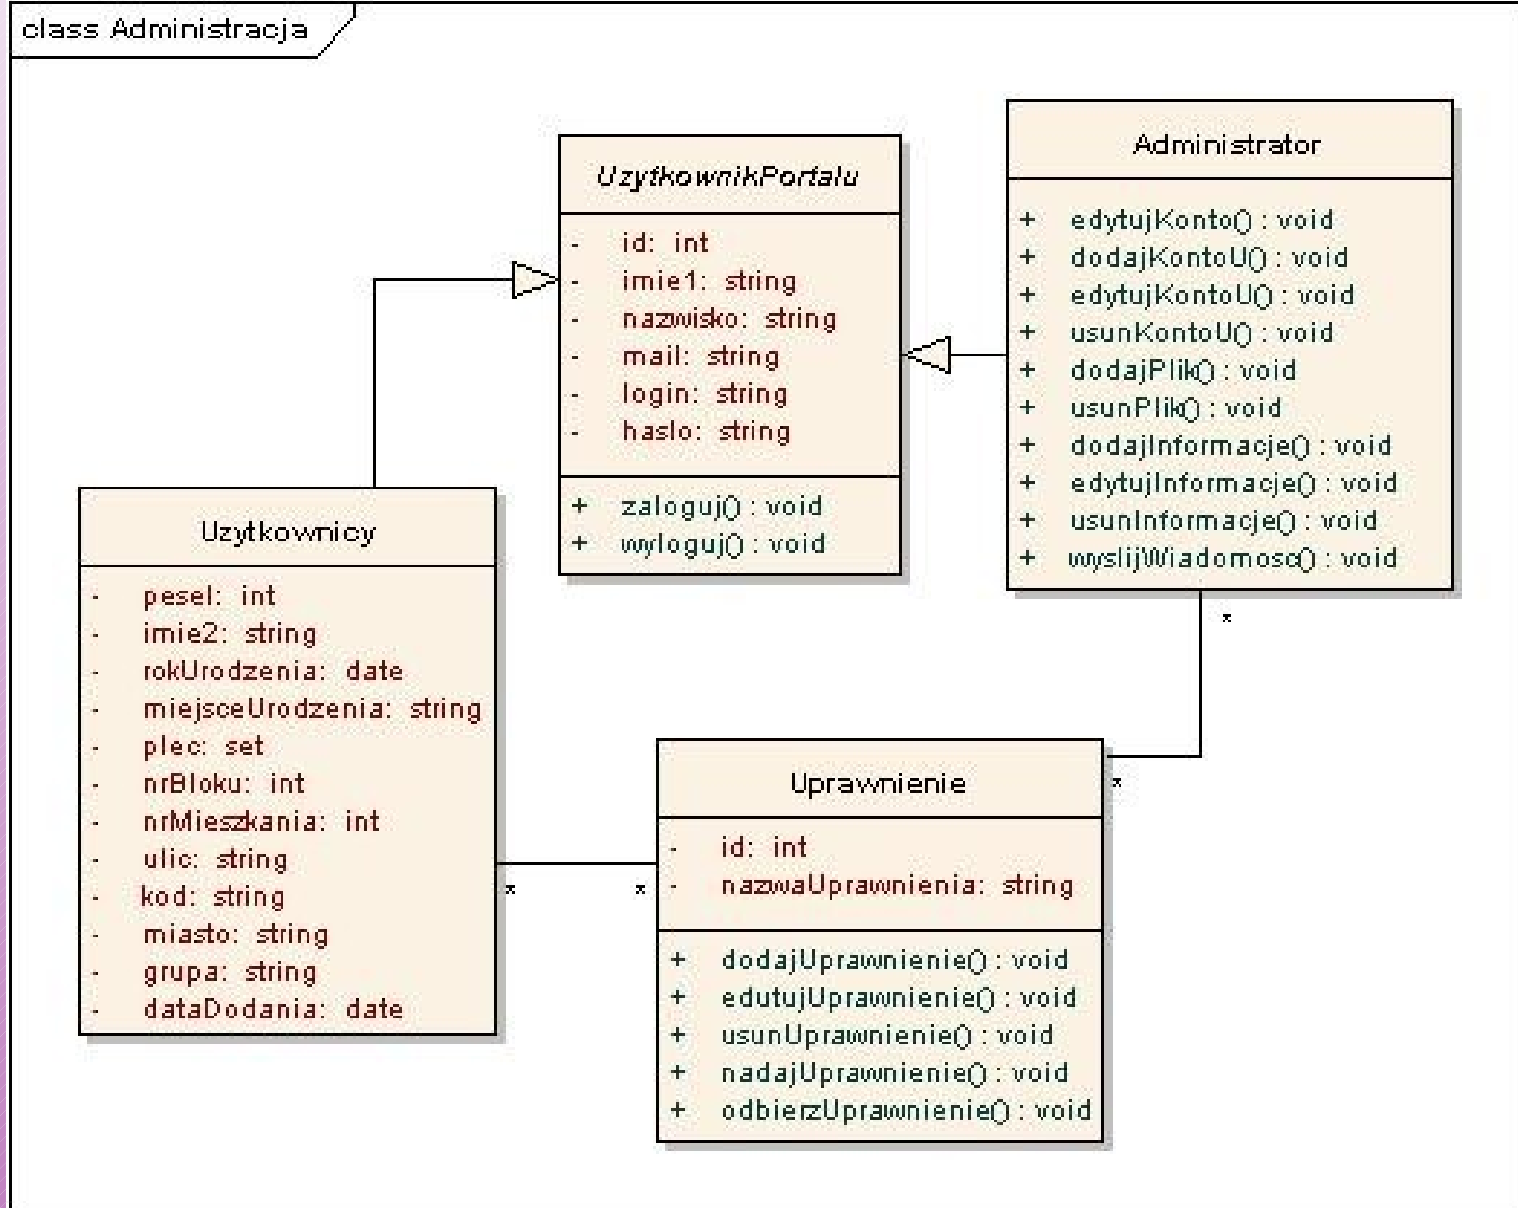 class Administracja
UzytkownikPortalu
- id: int
- imie1: string
- nazwisko: string
- mail: string
- login: string
- haslo: string
+ zaloguj() : void
+ wyloguj() : void
Administrator
+ edytujKonto() : void
+ dodajKontoU() : void
+ edytujKontoU() : void
+ usunKontoU() : void
+ dodajPlik() : void
+ usunPlik() : void
+ dodajInformacje() : void
+ edytujInformacje() : void
+ usunInformacje() : void
+ wyslijWiadomosc() : void
*
*
Uzytkownicy
- pesel: int
- imie2: string
- rokUrodzenia: date
- miejsceUrodzenia: string
- plec: set
- nrBloku: int
- nrMieszkania: int
- ulic: string
- kod: string
- miasto: string
- grupa: string
- dataDodania: date
* *
Uprawnienie
- id: int
- nazwaUprawnienia: string
+ dodajUprawnienie() : void
+ edutujUprawnienie() : void
+ usunUprawnienie() : void
+ nadajUprawnienie() : void
+ odbierzUprawnienie() : void